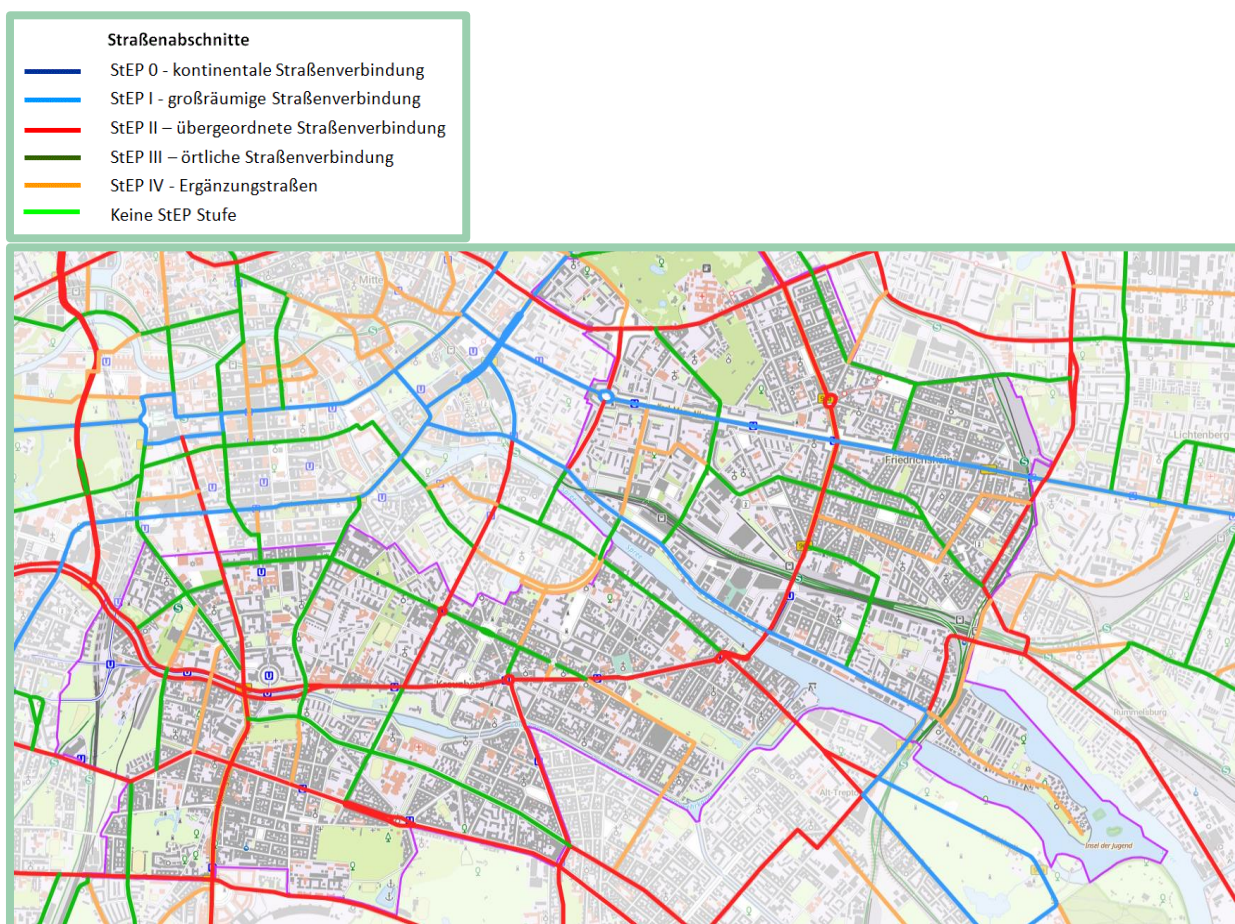 Straßenabschnitte
StEP 0 - kontinentale Straßenverbindung
StEP I - großräumige Straßenverbindung
StEP II – übergeordnete Straßenverbindung
StEP III – örtliche Straßenverbindung
StEP IV - Ergänzungstraßen
Keine StEP Stufe
Mitte
Lichtenberg
Friedrichshain
Kreuzberg
Rummelsburg
Alt-Treptow
Insel der Jugend